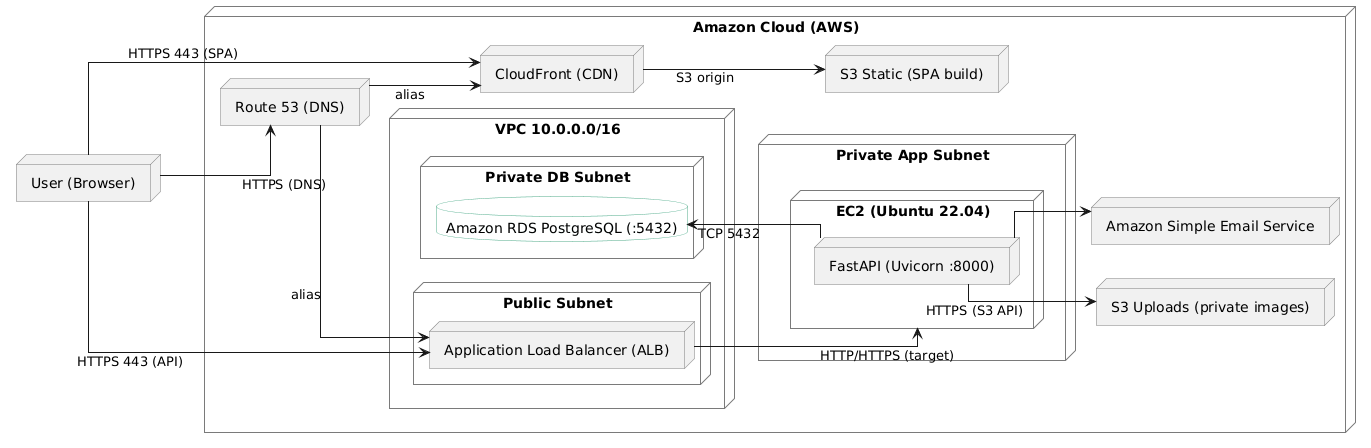 Amazon Cloud (AWS)
HTTPS 443 (SPA)
CloudFront (CDN)
S3 origin
S3 Static (SPA build)
Route 53 (DNS)
alias
VPC 10.0.0.0/16
Private App Subnet
User (Browser)
HTTPS (DNS)
Private DB Subnet
EC2 (Ubuntu 22.04)
Amazon RDS PostgreSQL (:5432)
TCP 5432
Amazon Simple Email Service
FastAPI (Uvicorn :8000)
alias
Public Subnet
HTTPS (S3 API)
S3 Uploads (private images)
Application Load Balancer (ALB)
HTTP/HTTPS (target)
HTTPS 443 (API)